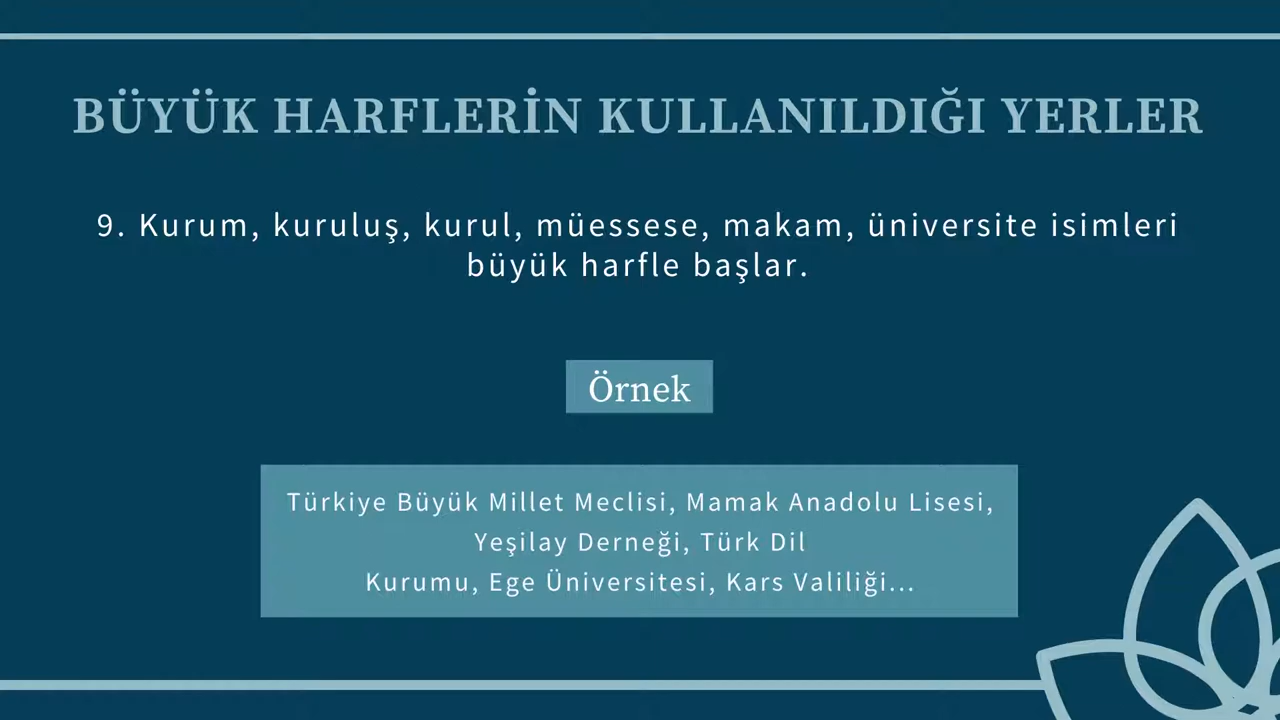 BÜYÜK HARFLERİN KULLANILDIĞI YERLER
9. Kurum, kuruluş, kurul, müessese, makam, üniversite isimleri
büyük harfle başlar.
Örnek
Türkiye Büyük Millet Meclisi, Mamak Anadolu Lisesi,
Yeşilay Derneği, Türk Dil
Kurumu, Ege Üniversitesi, Kars Valiliği...